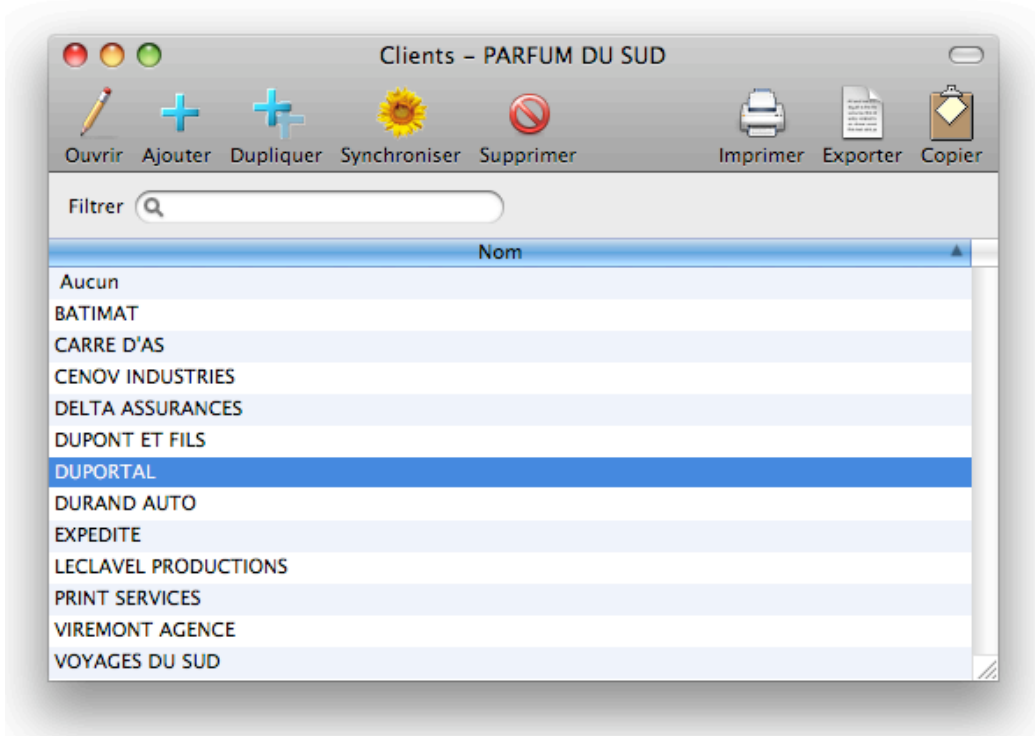 Clients – PARFUM DU SUD
Ouvrir Ajouter Dupliquer Synchroniser Supprimer Imprimer Exporter Copier
Filtrer
Nom
Aucun
BATIMAT
CARRE D'AS
CENOV INDUSTRIES
DELTA ASSURANCES
DUPONT ET FILS
DUPORTAL
DURAND AUTO
EXPEDITE
LECLAVEL PRODUCTIONS
PRINT SERVICES
VIREMONT AGENCE
VOYAGES DU SUD